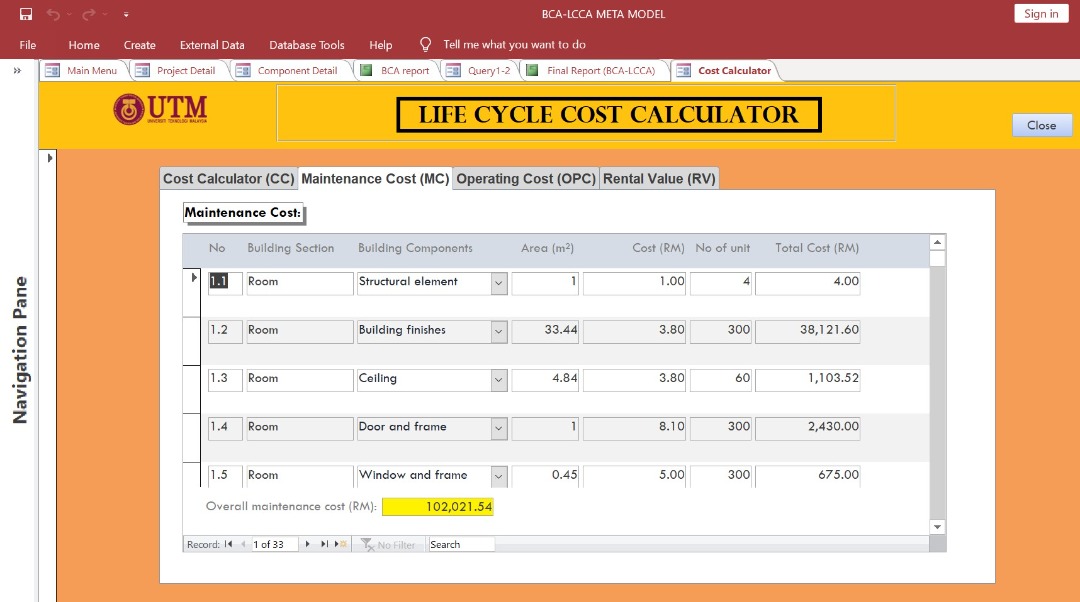 BCA-LCCA META MODEL
Sign in
File Home Create External Data Database Tools Help Tell me what you want to do
» Main Menu Project Detail Component Detail BCA report Query1-2 Final Report (BCA-LCCA) Cost Calculator
UTM
UNIVERSITI TEKNOLOGI MALAYSIA
LIFE CYCLE COST CALCULATOR
Close
Navigation Pane
Cost Calculator (CC) Maintenance Cost (MC) Operating Cost (OPC) Rental Value (RV)
Maintenance Cost:
No Building Section Building Components Area (m²) Cost (RM) No of unit Total Cost (RM)
1.1 Room Structural element 1 1.00 4 4.00
1.2 Room Building finishes 33.44 3.80 300 38,121.60
1.3 Room Ceiling 4.84 3.80 60 1,103.52
1.4 Room Door and frame 1 8.10 300 2,430.00
1.5 Room Window and frame 0.45 5.00 300 675.00
Overall maintenance cost (RM): 102,021.54
Record: 1 of 33 No Filter Search